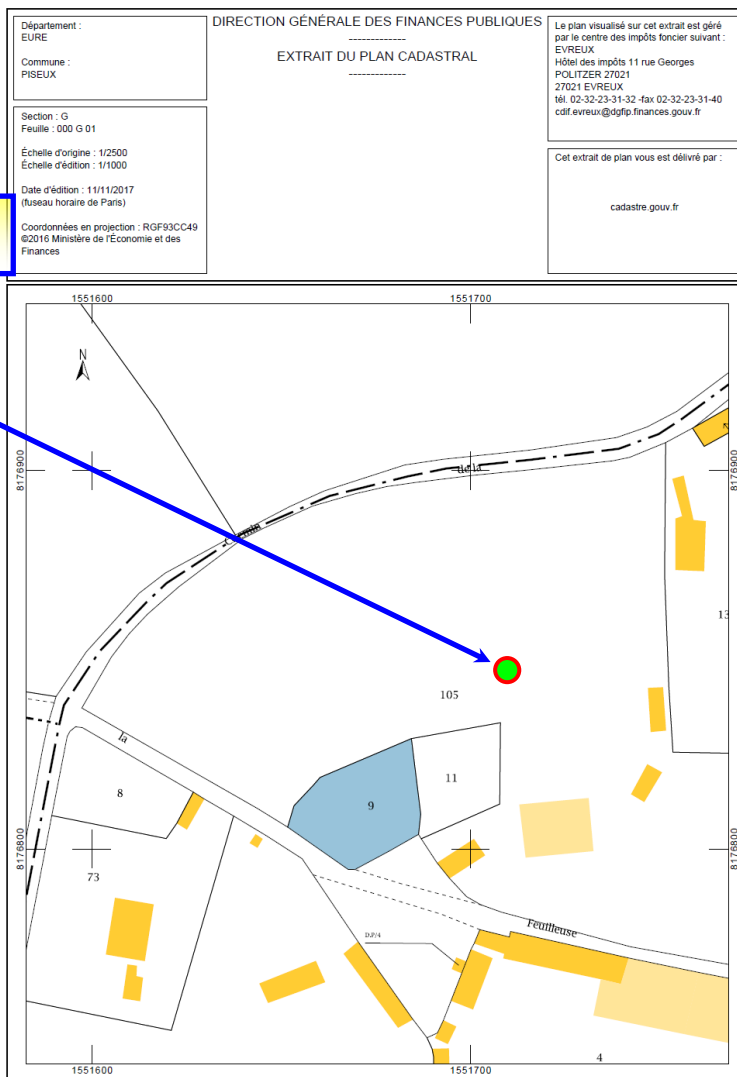 Département :
EURE
Commune :
PISEUX
DIRECTION GÉNÉRALE DES FINANCES PUBLIQUES
-------------
EXTRAIT DU PLAN CADASTRAL
-------------
Le plan visualisé sur cet extrait est géré
par le centre des impôts foncier suivant :
EVREUX
Hôtel des impôts 11 rue Georges
POLITZER 27021
27021 EVREUX
tél. 02-32-23-31-32 -fax 02-32-23-31-40
cdif.evreux@dgfip.finances.gouv.fr
Section : G
Feuille : 000 G 01
Échelle d'origine : 1/2500
Échelle d'édition : 1/1000
Date d'édition : 11/11/2017
(fuseau horaire de Paris)
Coordonnées en projection : RGF93CC49
©2016 Ministère de l'Économie et des
Finances
Cet extrait de plan vous est délivré par :
cadastre.gouv.fr
1551600
1551700
N
8176900
8176900
de la
13
105
la
11
8
9
8176800
8176800
73
Feuilleuse
D.P/4
4
1551600
1551700